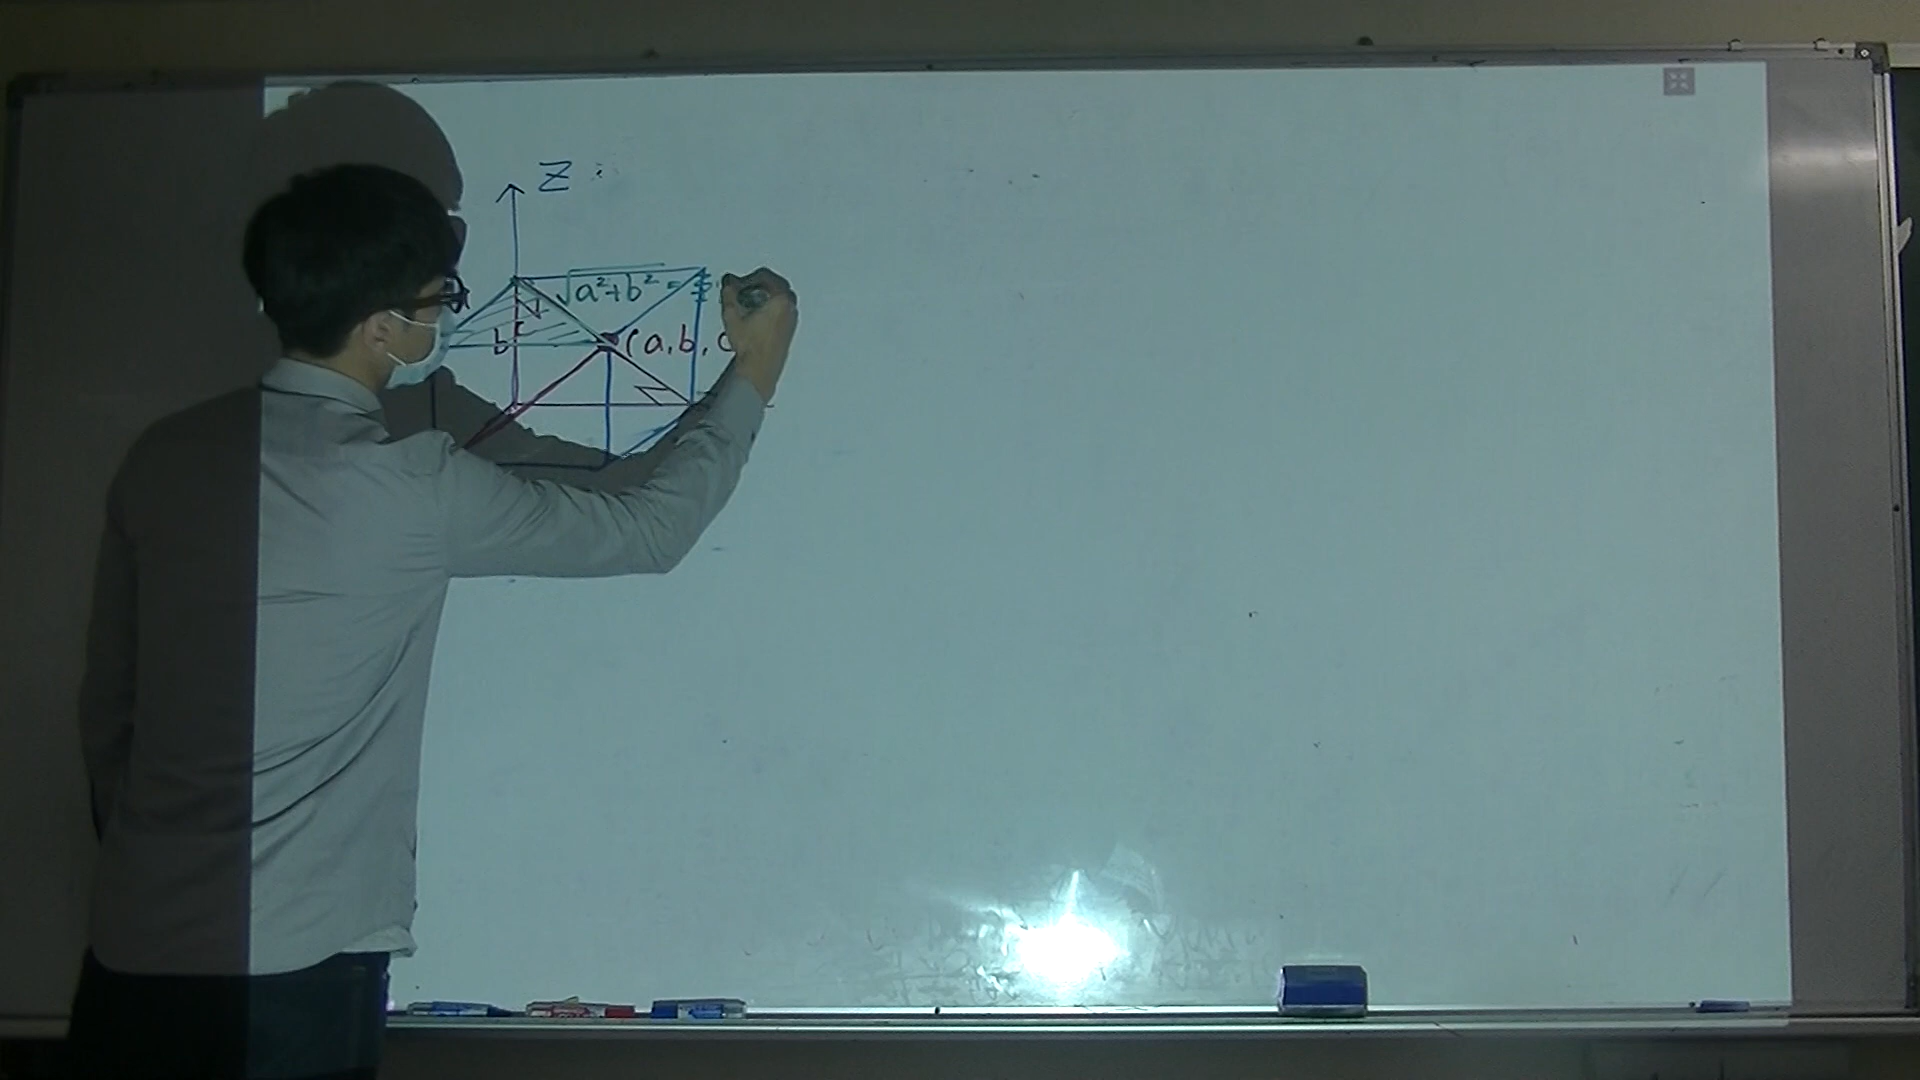 Z
√a²+b²
b c
(a, b, c